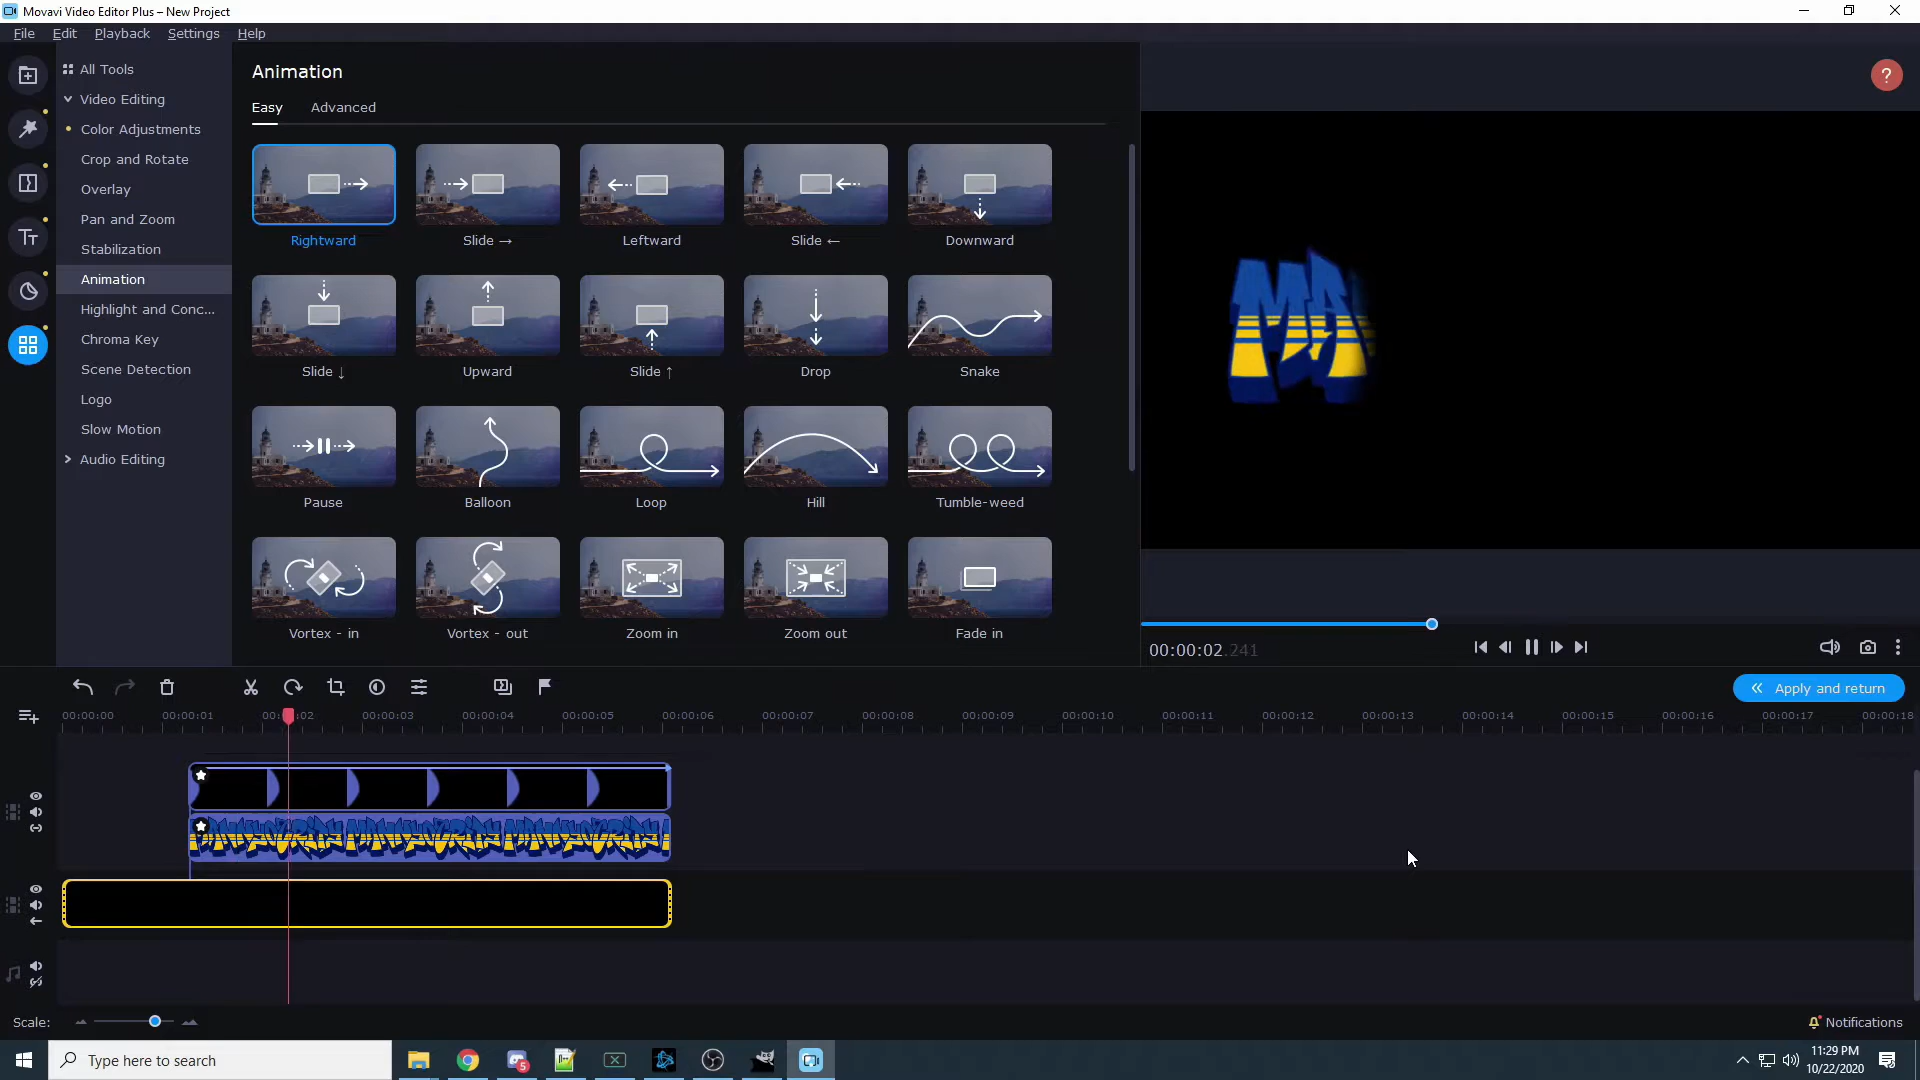 Movavi Video Editor Plus – New Project
File Edit Playback Settings Help
All Tools
Video Editing
Color Adjustments
Crop and Rotate
Overlay
Pan and Zoom
Stabilization
Animation
Highlight and Conc...
Chroma Key
Scene Detection
Logo
Slow Motion
Audio Editing
Animation
Easy Advanced
Rightward Slide → Leftward Slide ← Downward
Slide ↓ Upward Slide ↑ Drop Snake
Pause Balloon Loop Hill Tumble-weed
Vortex - in Vortex - out Zoom in Zoom out Fade in
?
MA
00:00:02.241
Apply and return
00:00:00 00:00:01 00:00:02 00:00:03 00:00:04 00:00:05 00:00:06 00:00:07 00:00:08 00:00:09 00:00:10 00:00:11 00:00:12 00:00:13 00:00:14 00:00:15 00:00:16 00:00:17 00:00:18
Scale:
Notifications
Type here to search
5
11:29 PM
10/22/2020